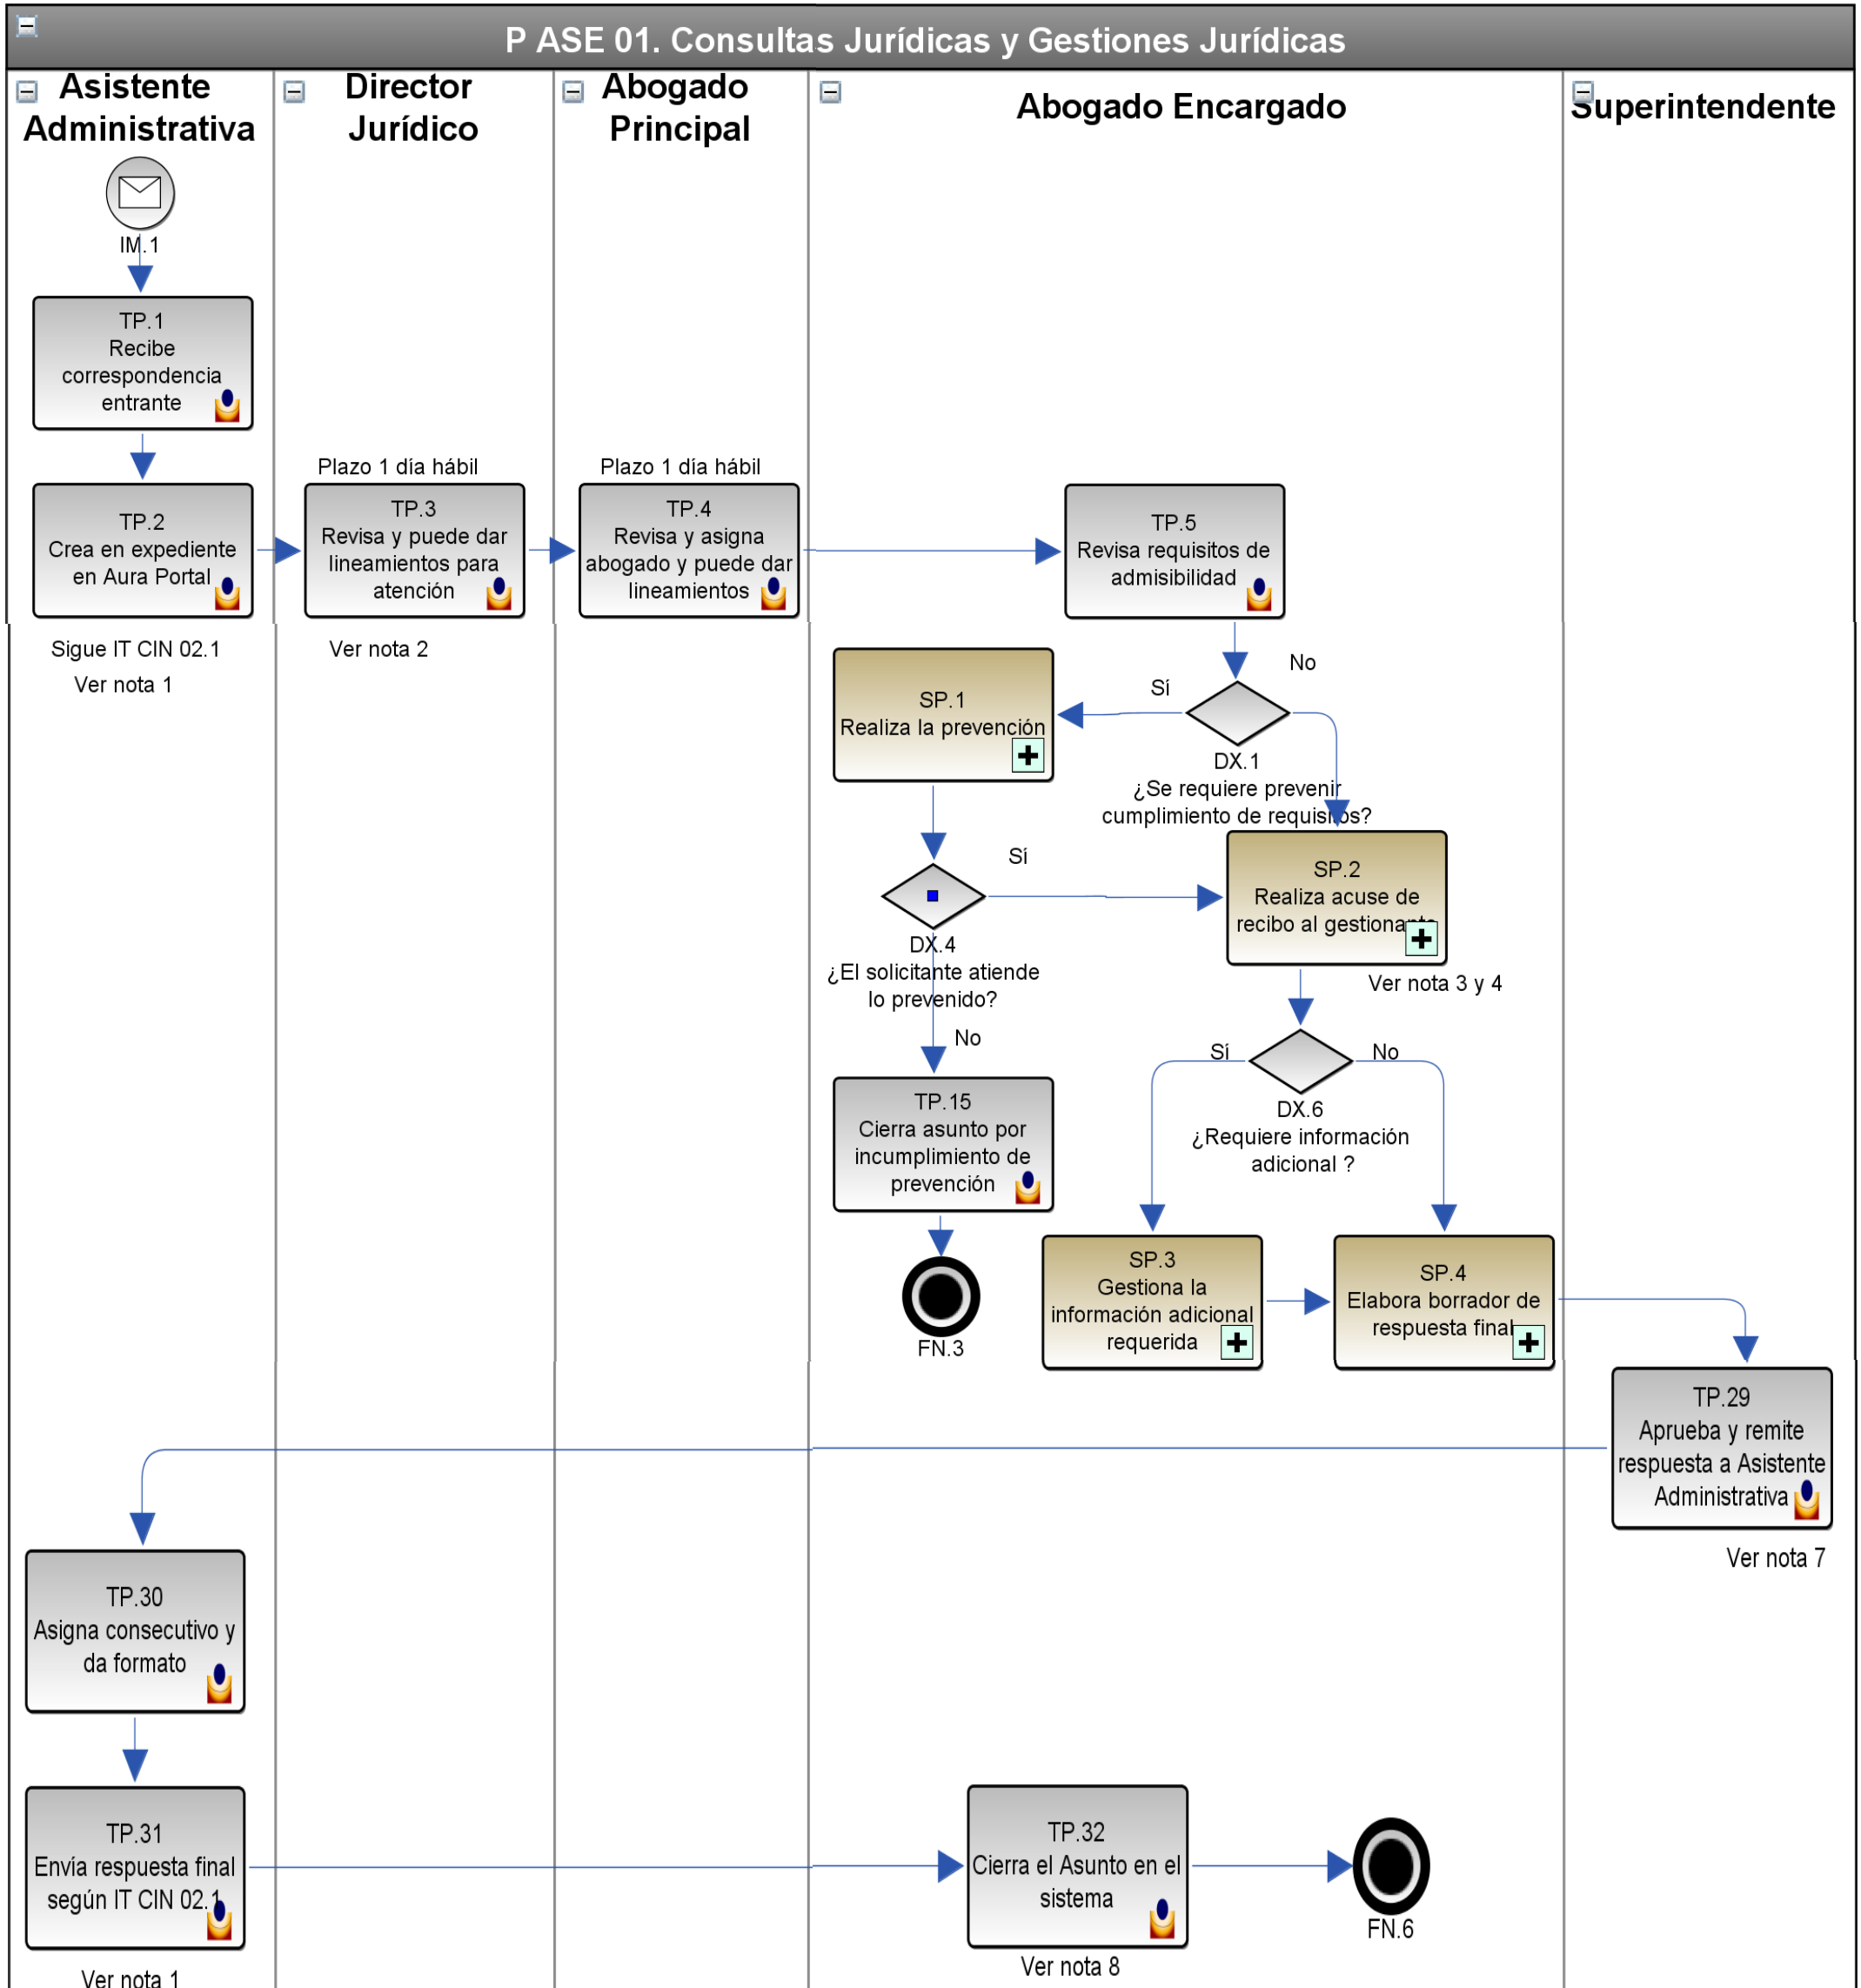 P ASE 01. Consultas Jurídicas y Gestiones Jurídicas
Asistente
Administrativa
Director
Jurídico
Abogado
Principal
Abogado Encargado
Superintendente
IM.1
TP.1
Recibe
correspondencia
entrante
TP.2
Crea en expediente
en Aura Portal
Sigue IT CIN 02.1
Ver nota 1
Plazo 1 día hábil
TP.3
Revisa y puede dar
lineamientos para
atención
Ver nota 2
Plazo 1 día hábil
TP.4
Revisa y asigna
abogado y puede dar
lineamientos
TP.5
Revisa requisitos de
admisibilidad
No
Sí
DX.1
¿Se requiere prevenir
cumplimiento de requisitos?
SP.1
Realiza la prevención
Sí
DX.4
¿El solicitante atiende
lo prevenido?
No
SP.2
Realiza acuse de
recibo al gestionante
Ver nota 3 y 4
Sí
No
DX.6
¿Requiere información
adicional ?
TP.15
Cierra asunto por
incumplimiento de
prevención
FN.3
SP.3
Gestiona la
información adicional
requerida
SP.4
Elabora borrador de
respuesta final
TP.29
Aprueba y remite
respuesta a Asistente
Administrativa
Ver nota 7
TP.30
Asigna consecutivo y
da formato
TP.31
Envía respuesta final
según IT CIN 02.1
Ver nota 1
TP.32
Cierra el Asunto en el
sistema
Ver nota 8
FN.6